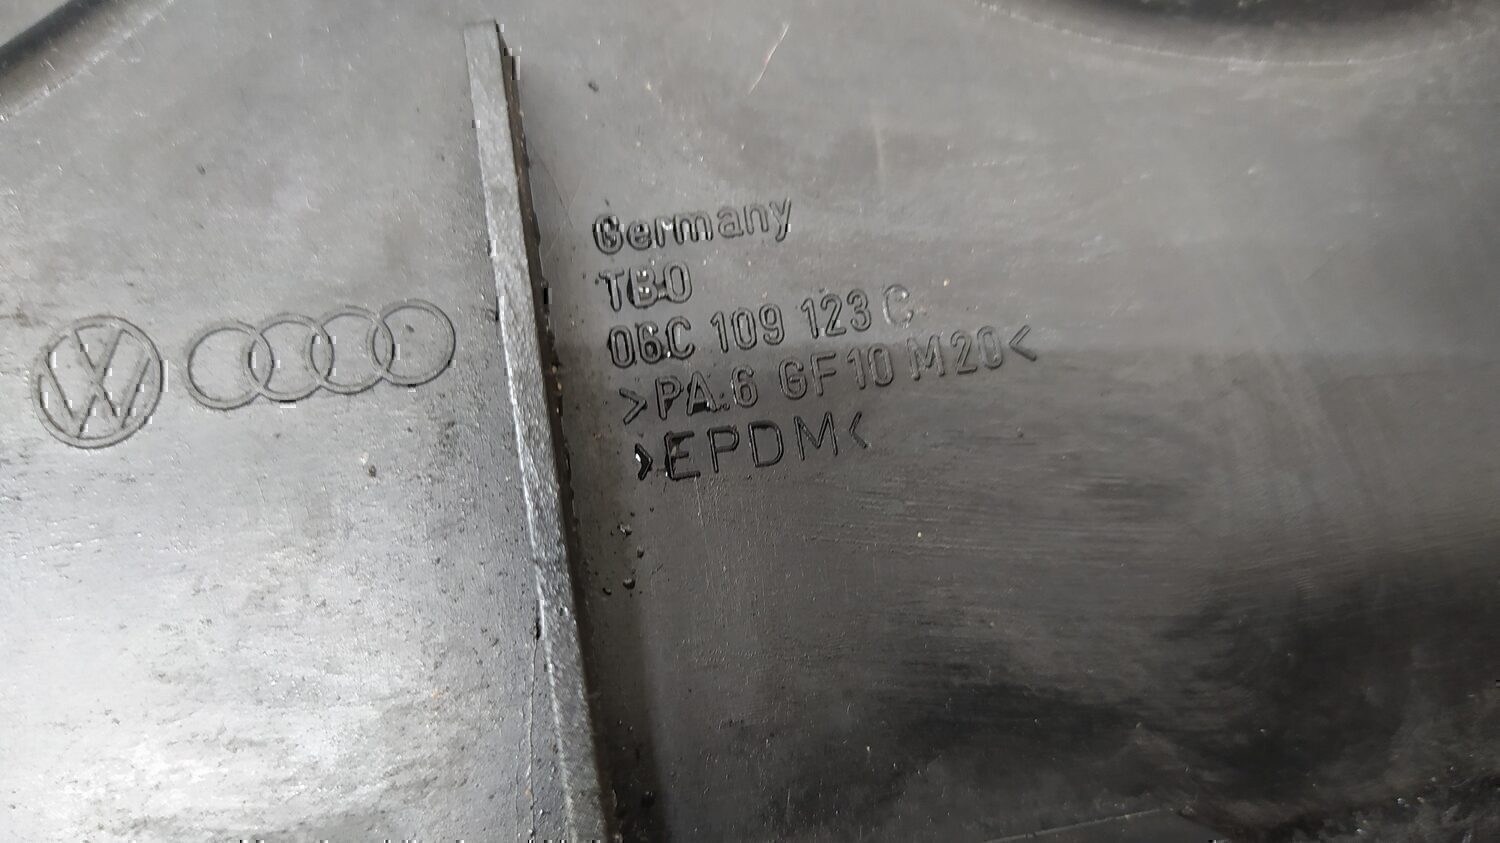 Germany
TBO
06C 109 123 C
>PA.6 GF10 M20<
>EPDM<